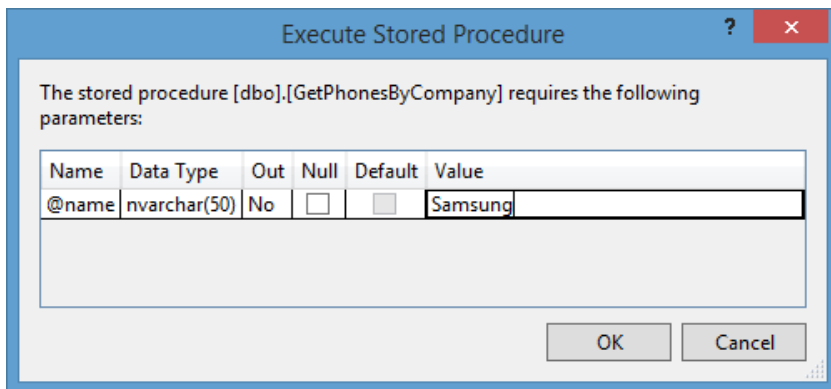 Execute Stored Procedure
?
The stored procedure [dbo].[GetPhonesByCompany] requires the following
parameters:
Name Data Type Out Null Default Value
@name nvarchar(50) No Samsung
OK Cancel